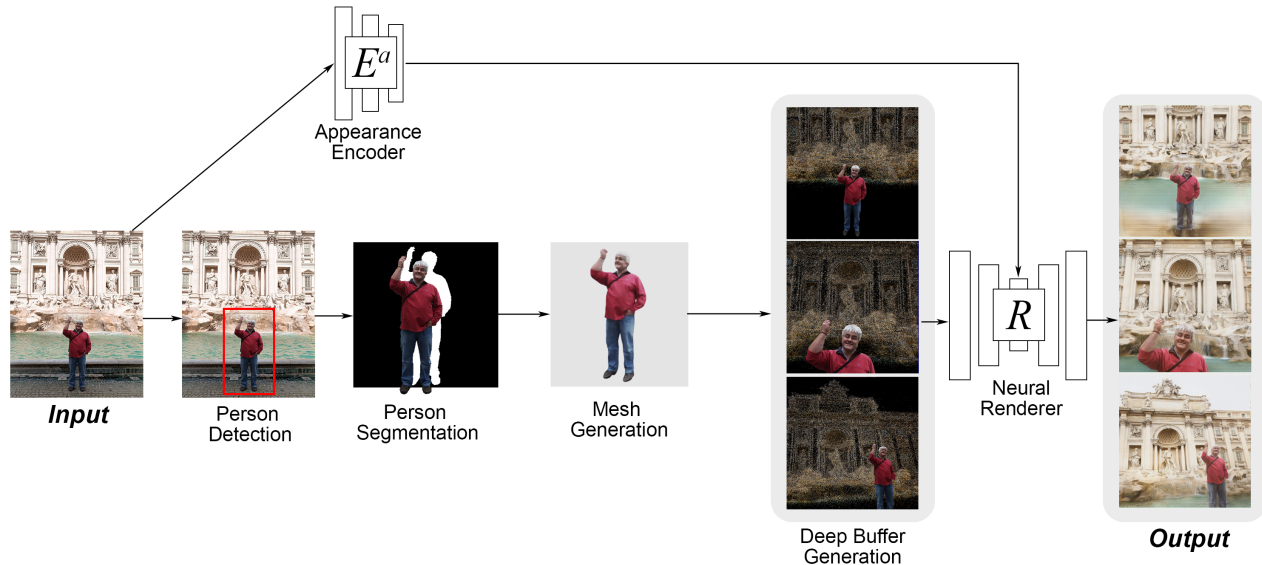 E^a
Appearance
Encoder
Input
Person
Detection
Person
Segmentation
Mesh
Generation
Deep Buffer
Generation
R
Neural
Renderer
Output